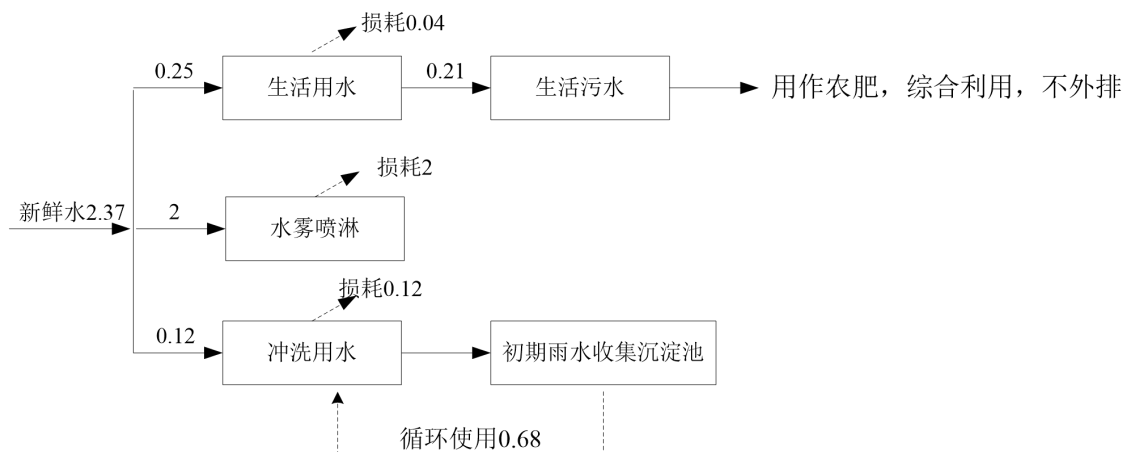 损耗0.04
0.25
生活用水
0.21
生活污水
用作农肥，综合利用，不外排
损耗2
新鲜水2.37
2
水雾喷淋
损耗0.12
0.12
冲洗用水
初期雨水收集沉淀池
循环使用0.68